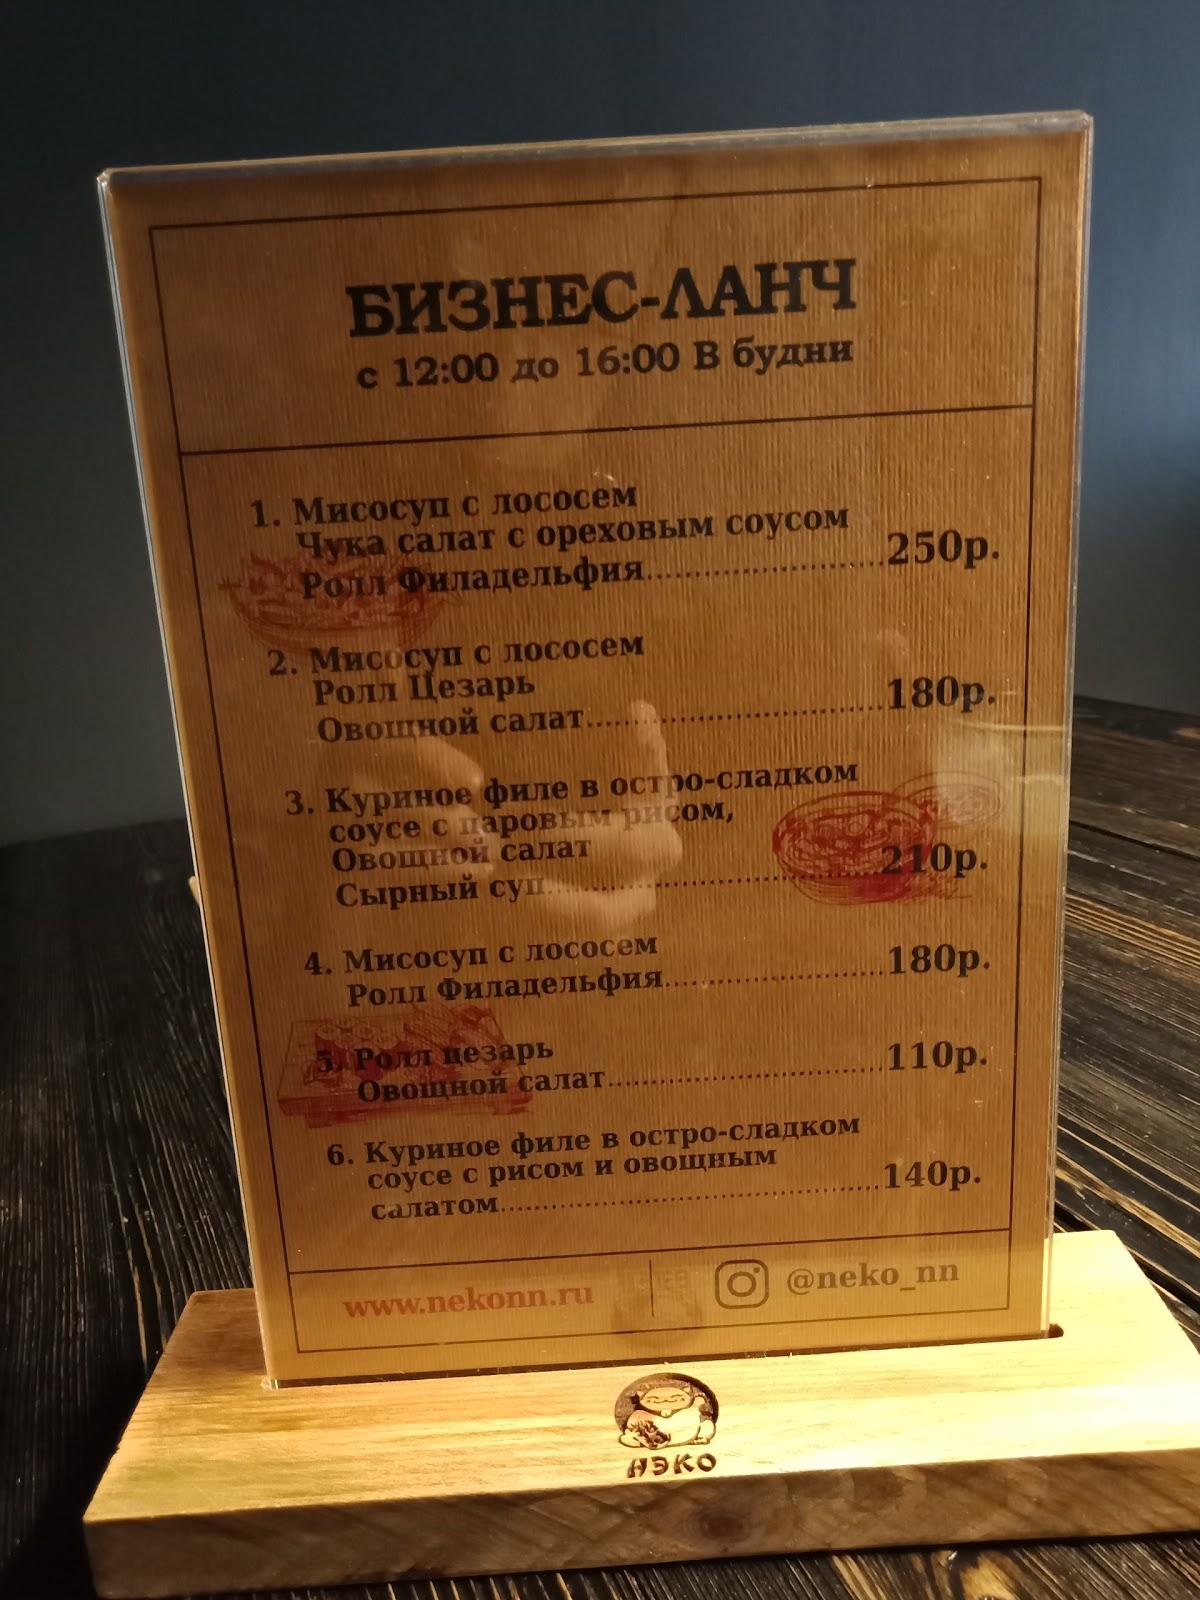 БИЗНЕС-ЛАНЧ
с 12:00 до 16:00 В будни
1. Мисосуп с лососем
Чука салат с ореховым соусом
Ролл Филадельфия..............................250р.
2. Мисосуп с лососем
Ролл Цезарь
Овощной салат......................................180р.
3. Куриное филе в остро-сладком
соусе с паровым рисом,
Овощной салат
Сырный суп...........................................210р.
4. Мисосуп с лососем
Ролл Филадельфия............................180р.
5. Ролл цезарь
Овощной салат...................................110р.
6. Куриное филе в остро-сладком
соусе с рисом и овощным
салатом................................................140р.
www.nekonn.ru
@neko_nn
НЭКО